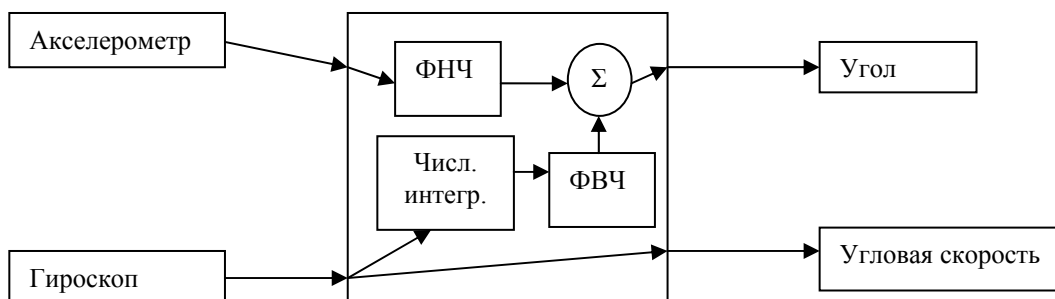 Акселерометр
ФНЧ
Σ
Угол
Числ.
интегр.
ФВЧ
Гироскоп
Угловая скорость